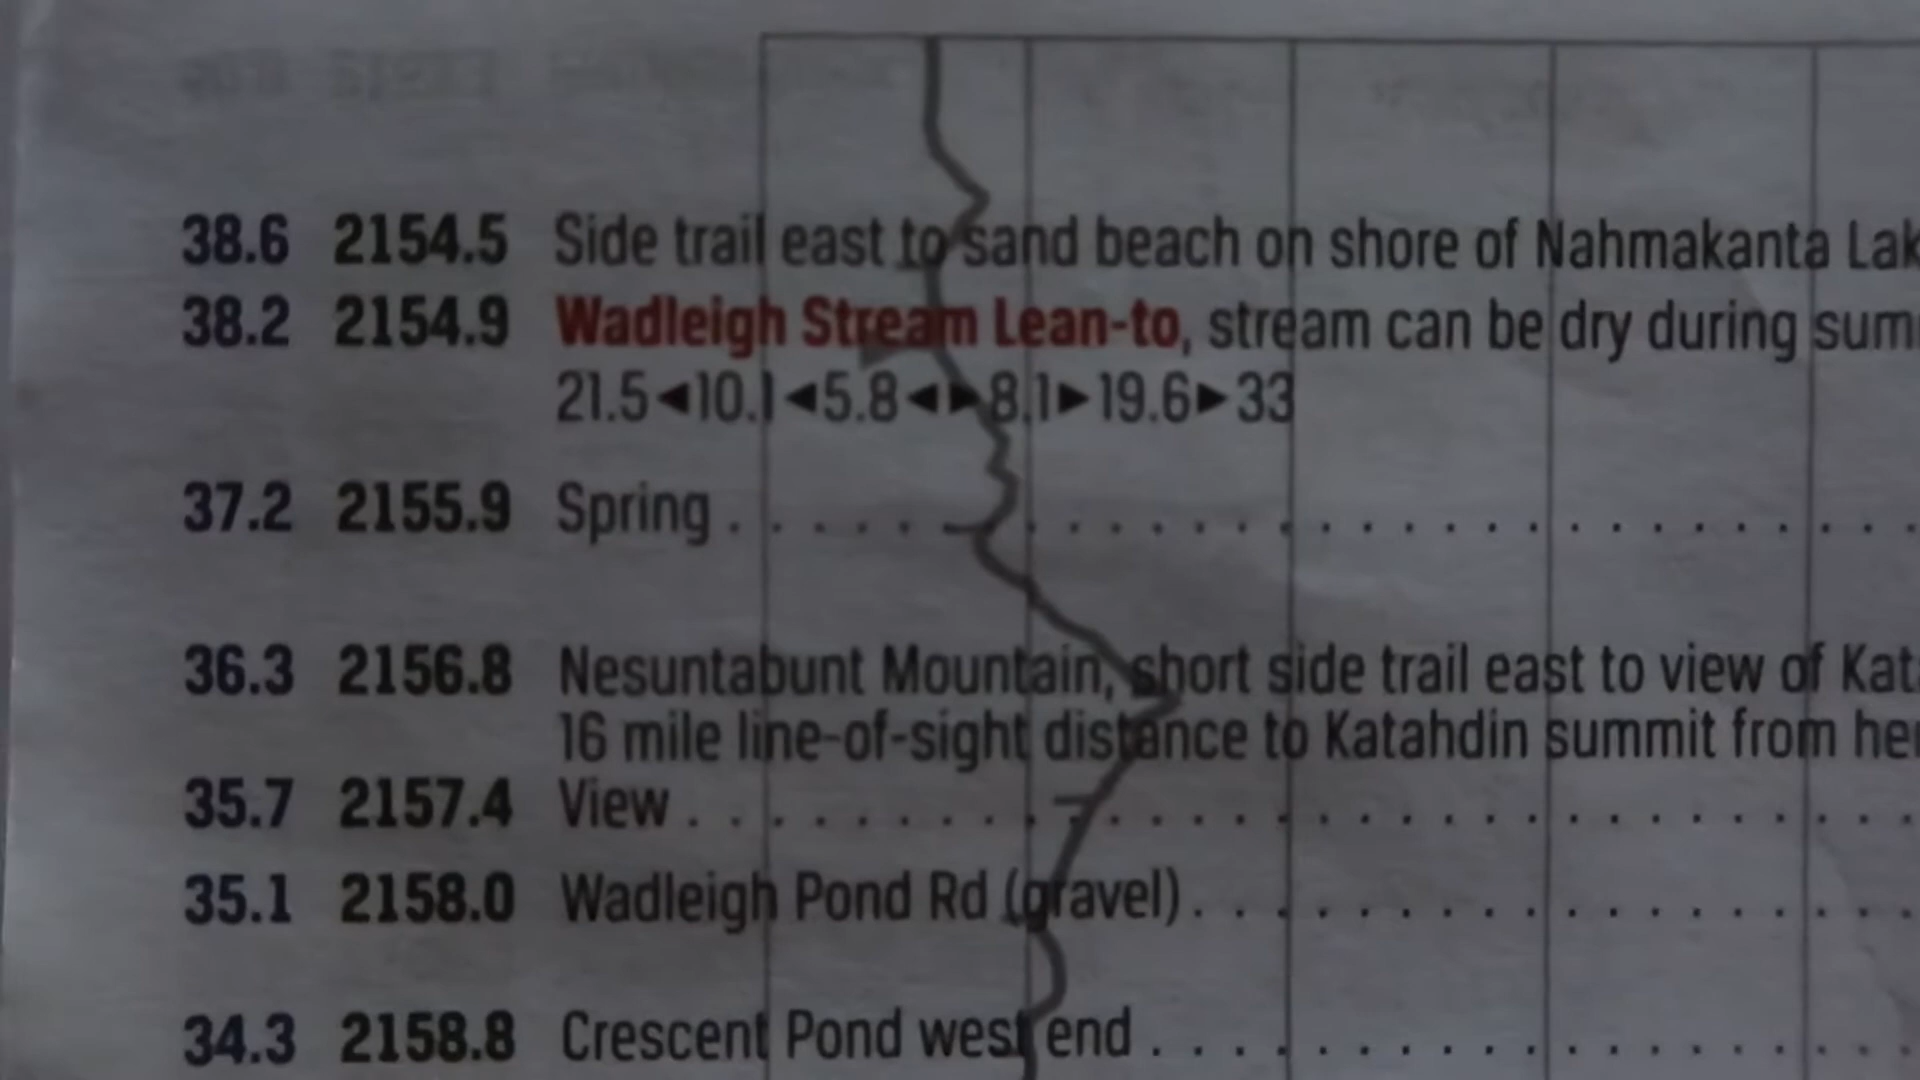 38.6 2154.5 Side trail east to sand beach on shore of Nahmakanta Lak
38.2 2154.9 Wadleigh Stream Lean-to, stream can be dry during sum
21.5◄10.1◄5.8◄►8.1►19.6►33
37.2 2155.9 Spring . . . . . . . . . . . . . . . . . . . . . . . . . . . . .
36.3 2156.8 Nesuntabunt Mountain, short side trail east to view of Kat
16 mile line-of-sight distance to Katahdin summit from her
35.7 2157.4 View . . . . . . . . . . . . . . . . . . . . . . . . . . . . . .
35.1 2158.0 Wadleigh Pond Rd (gravel) . . . . . . . . . . . . . . . . . .
34.3 2158.8 Crescent Pond west end . . . . . . . . . . . . . . . . . . .